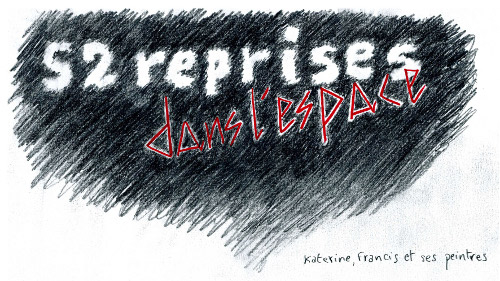 52 reprises
dans l'espace
Katerine, Francis et ses peintres